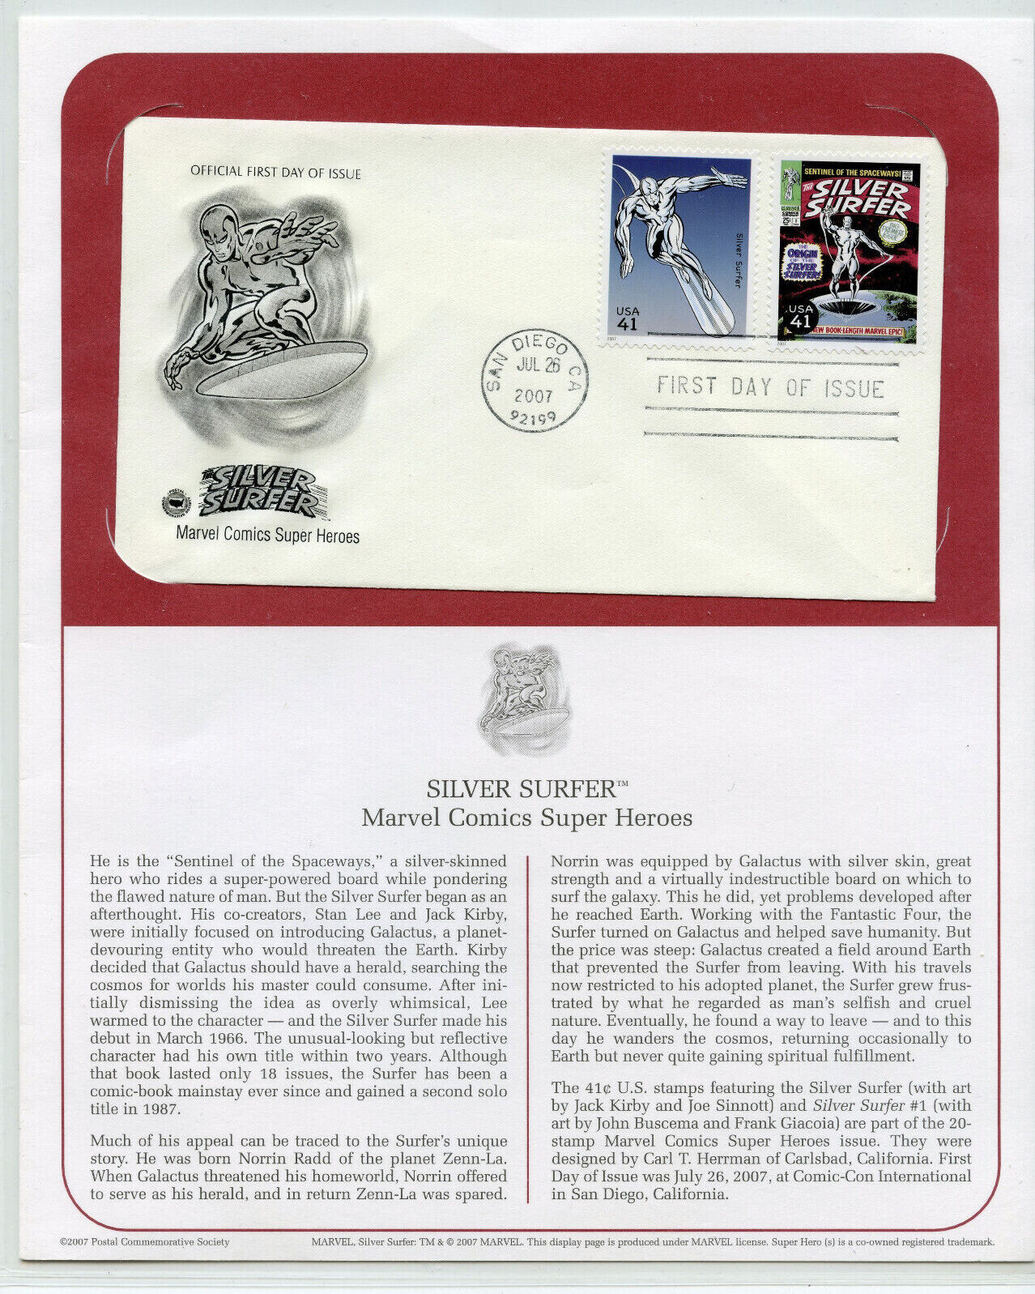 OFFICIAL FIRST DAY OF ISSUE
Silver Surfer
USA
41
2007
SENTINEL OF THE SPACEWAYS!
THE SILVER
SURFER
THE
ORIGIN
OF THE
SILVER
SURFER!
USA
41
NEW BOOK-LENGTH MARVEL EPIC!
2007
SAN DIEGO CA
JUL 26
2007
92199
FIRST DAY OF ISSUE
THE SILVER
SURFER
Marvel Comics Super Heroes
SILVER SURFER™
Marvel Comics Super Heroes
He is the “Sentinel of the Spaceways,” a silver-skinned
hero who rides a super-powered board while pondering
the flawed nature of man. But the Silver Surfer began as an
afterthought. His co-creators, Stan Lee and Jack Kirby,
were initially focused on introducing Galactus, a planet-
devouring entity who would threaten the Earth. Kirby
decided that Galactus should have a herald, searching the
cosmos for worlds his master could consume. After ini-
tially dismissing the idea as overly whimsical, Lee
warmed to the character — and the Silver Surfer made his
debut in March 1966. The unusual-looking but reflective
character had his own title within two years. Although
that book lasted only 18 issues, the Surfer has been a
comic-book mainstay ever since and gained a second solo
title in 1987.
Much of his appeal can be traced to the Surfer’s unique
story. He was born Norrin Radd of the planet Zenn-La.
When Galactus threatened his homeworld, Norrin offered
to serve as his herald, and in return Zenn-La was spared.
Norrin was equipped by Galactus with silver skin, great
strength and a virtually indestructible board on which to
surf the galaxy. This he did, yet problems developed after
he reached Earth. Working with the Fantastic Four, the
Surfer turned on Galactus and helped save humanity. But
the price was steep: Galactus created a field around Earth
that prevented the Surfer from leaving. With his travels
now restricted to his adopted planet, the Surfer grew frus-
trated by what he regarded as man’s selfish and cruel
nature. Eventually, he found a way to leave — and to this
day he wanders the cosmos, returning occasionally to
Earth but never quite gaining spiritual fulfillment.
The 41¢ U.S. stamps featuring the Silver Surfer (with art
by Jack Kirby and Joe Sinnott) and Silver Surfer #1 (with
art by John Buscema and Frank Giacoia) are part of the 20-
stamp Marvel Comics Super Heroes issue. They were
designed by Carl T. Herrman of Carlsbad, California. First
Day of Issue was July 26, 2007, at Comic-Con International
in San Diego, California.
©2007 Postal Commemorative Society
MARVEL, Silver Surfer: TM & © 2007 MARVEL. This display page is produced under MARVEL license. Super Hero (s) is a co-owned registered trademark.